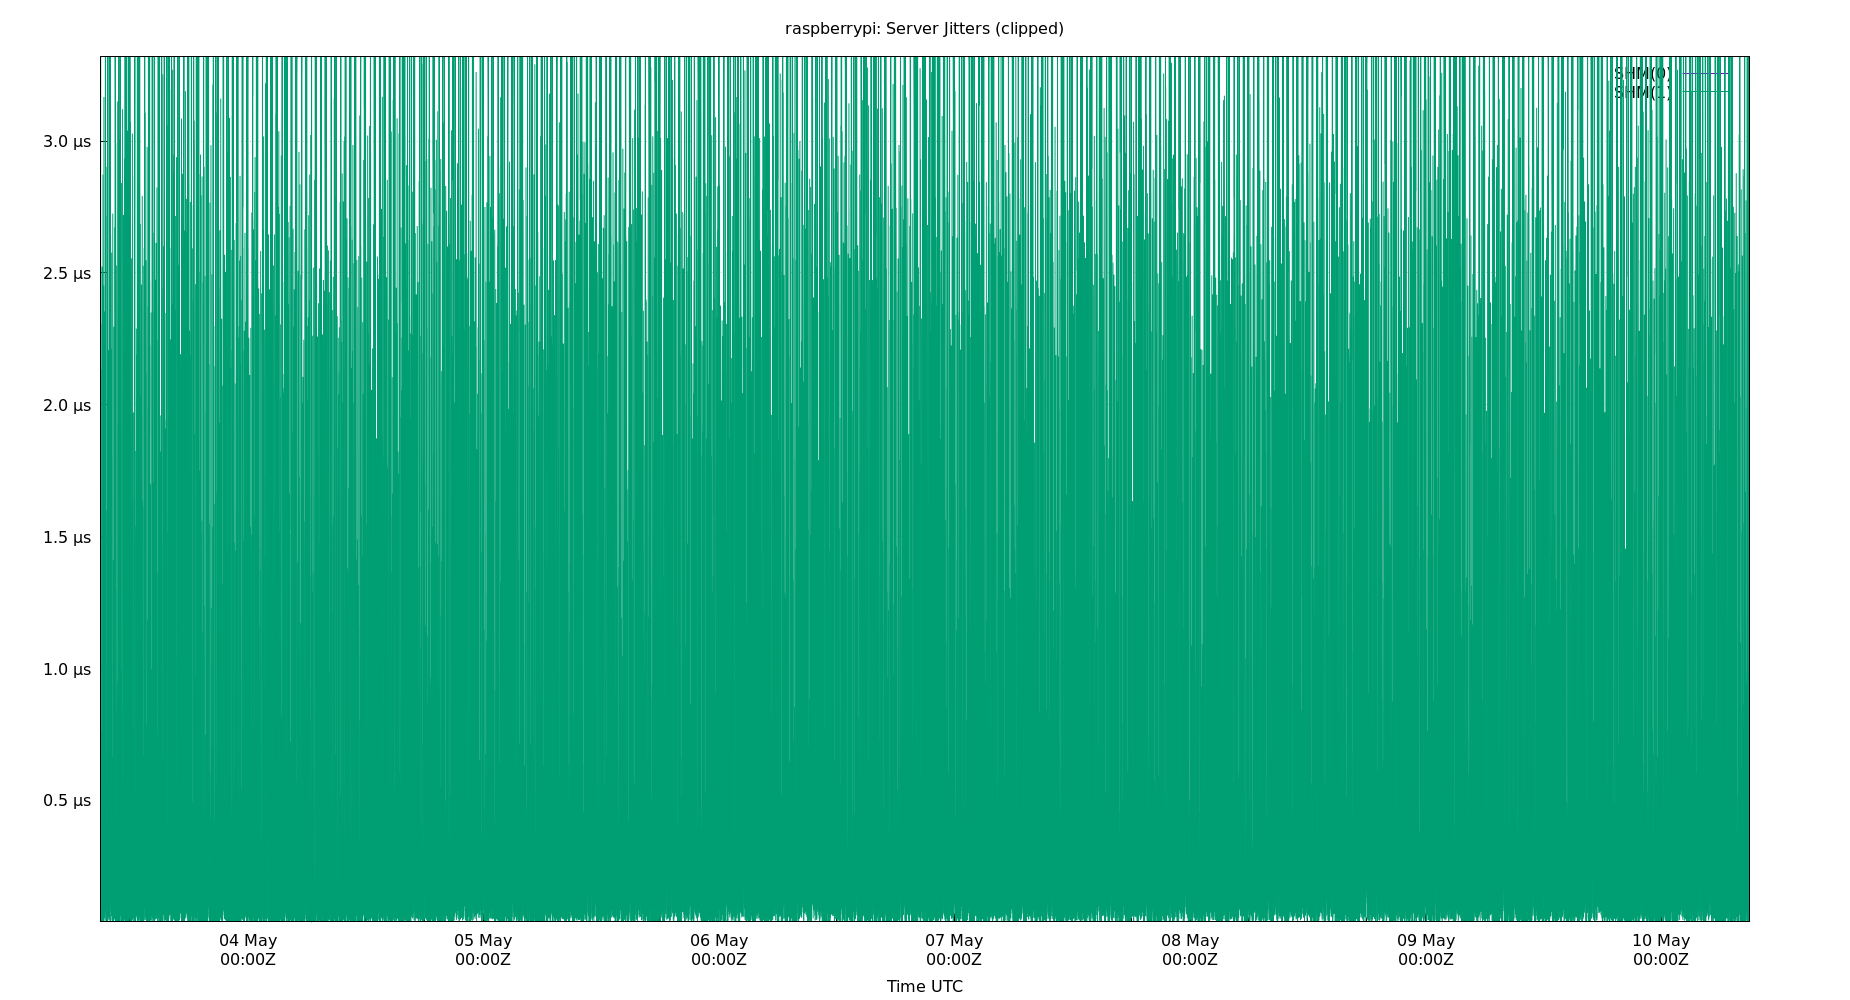 raspberrypi: Server Jitters (clipped)
SHM(0)
SHM(1)
3.0 µs
2.5 µs
2.0 µs
1.5 µs
1.0 µs
0.5 µs
04 May 05 May 06 May 07 May 08 May 09 May 10 May
00:00Z 00:00Z 00:00Z 00:00Z 00:00Z 00:00Z 00:00Z
Time UTC